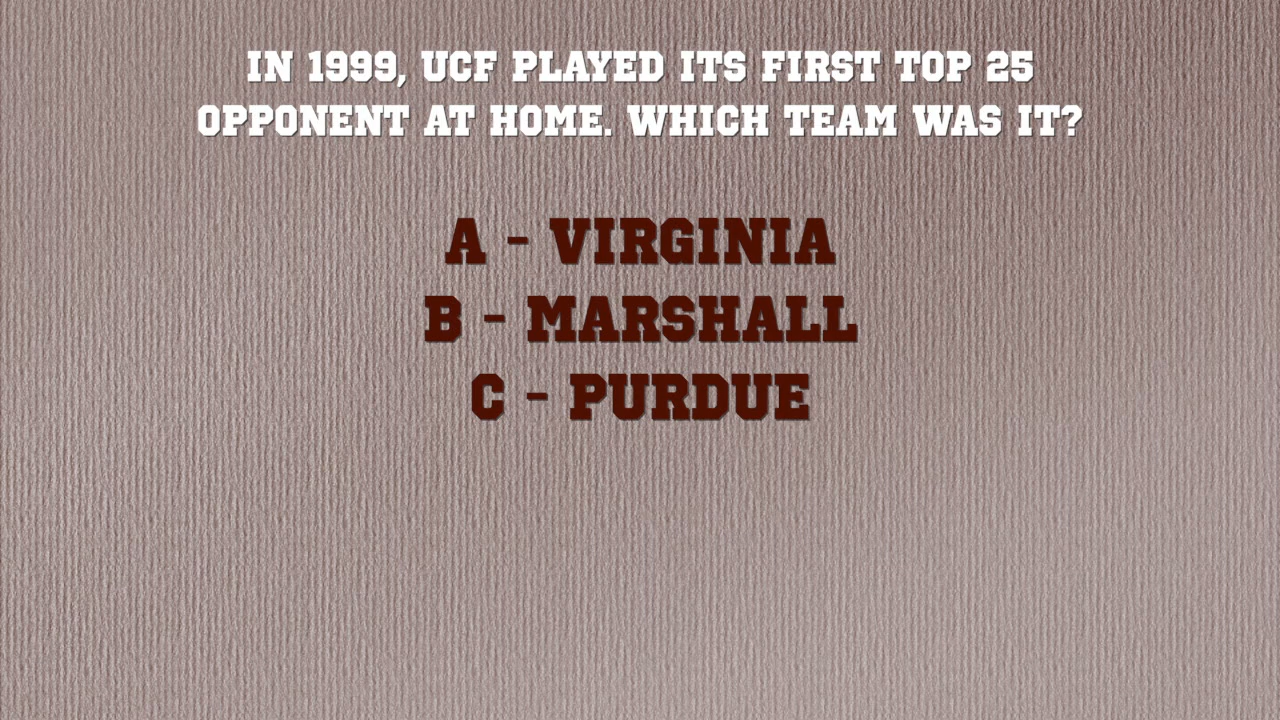 IN 1999, UCF PLAYED ITS FIRST TOP 25
OPPONENT AT HOME. WHICH TEAM WAS IT?
A - VIRGINIA
B - MARSHALL
C - PURDUE